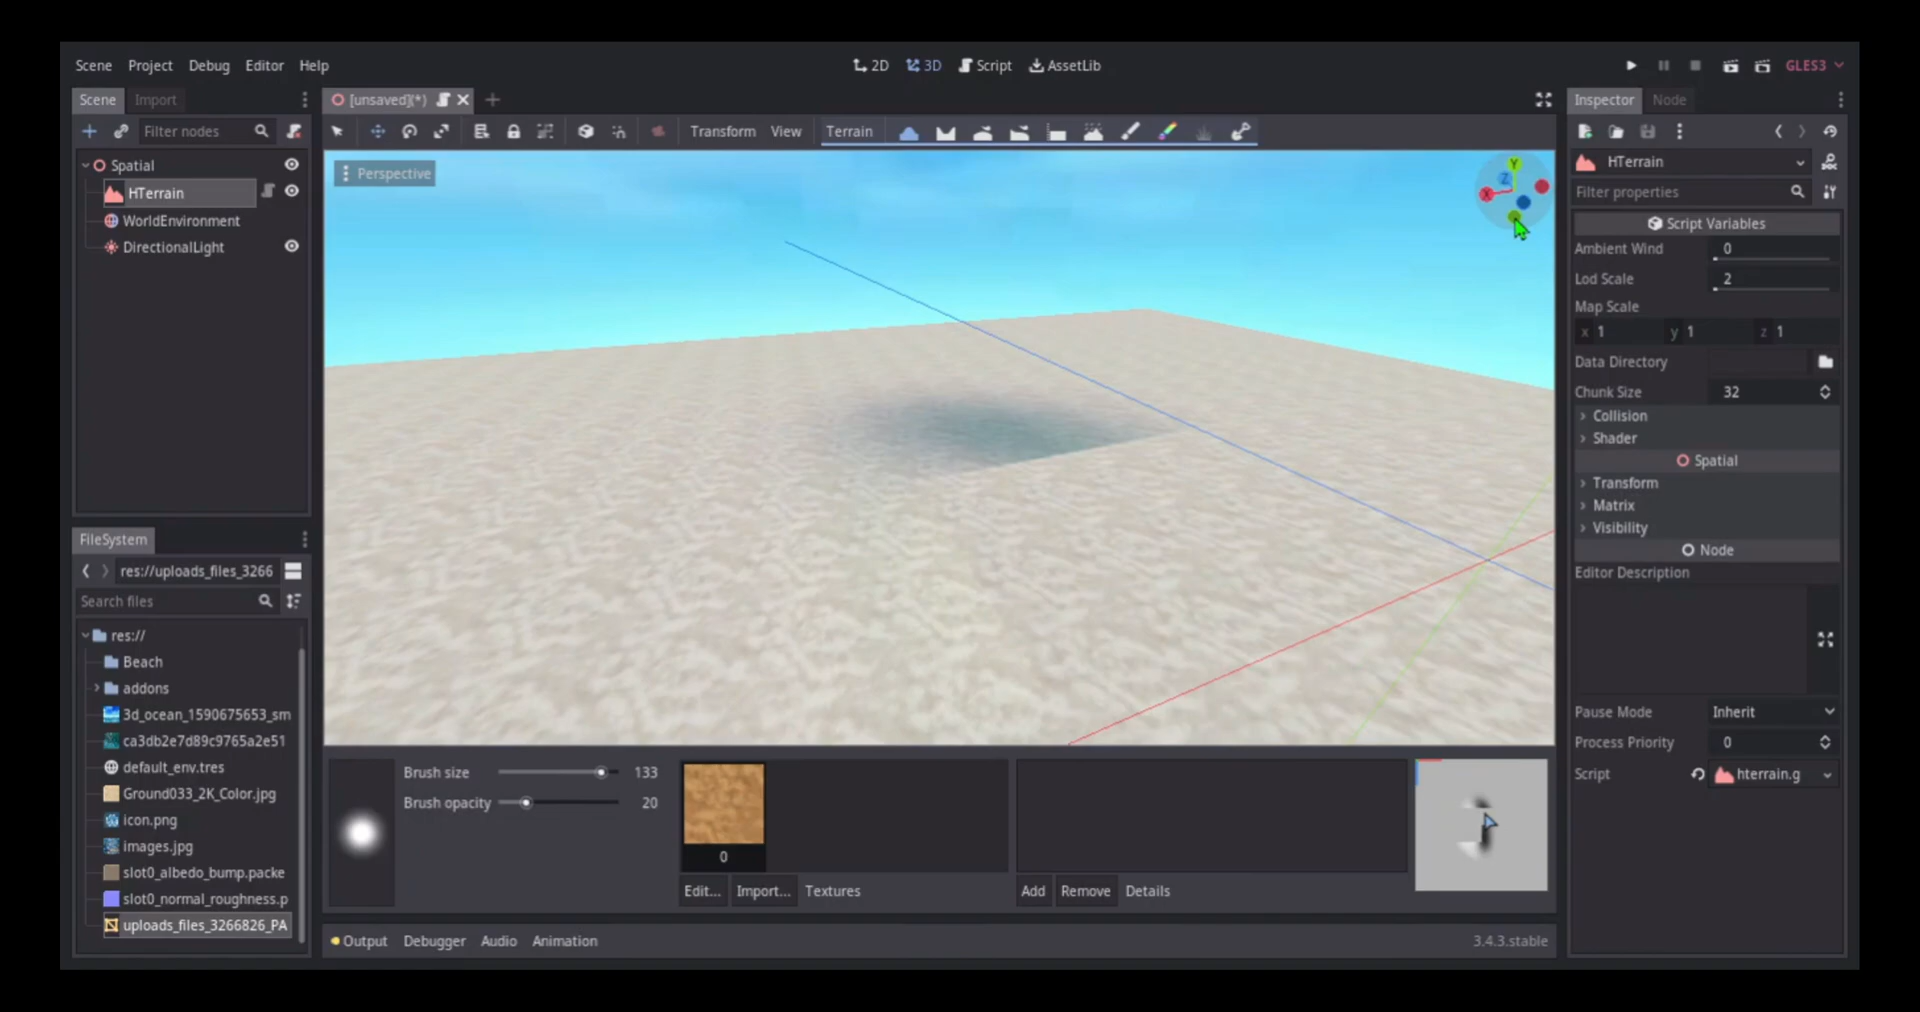 Scene Project Debug Editor Help
2D 3D Script AssetLib
GLES3
Scene Import
[unsaved](*)
Inspector Node
Filter nodes
Transform View Terrain
Spatial
HTerrain
WorldEnvironment
DirectionalLight
Perspective
Y
Z
X
HTerrain
Filter properties
Script Variables
Ambient Wind 0
Lod Scale 2
Map Scale
x 1 y 1 z 1
Data Directory
Chunk Size 32
Collision
Shader
Spatial
Transform
Matrix
Visibility
Node
Editor Description
Pause Mode Inherit
Process Priority 0
Script hterrain.g
FileSystem
res://uploads_files_3266
Search files
res://
Beach
addons
3d_ocean_1590675653_sm
ca3db2e7d89c9765a2e51
default_env.tres
Ground033_2K_Color.jpg
icon.png
images.jpg
slot0_albedo_bump.packe
slot0_normal_roughness.p
uploads_files_3266826_PA
Brush size 133
Brush opacity 20
0
Edit... Import... Textures
Add Remove Details
Output Debugger Audio Animation
3.4.3.stable